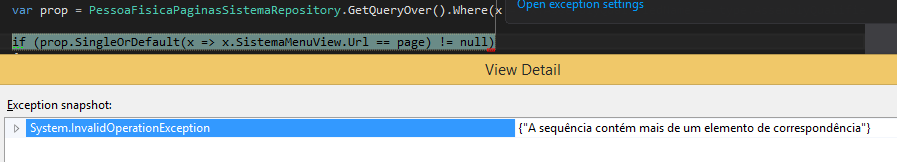 var prop = PessoaFisicaPaginasSistemaRepository.GetQueryOver().Where(x
Open exception settings
if (prop.SingleOrDefault(x => x.SistemaMenuView.Url == page) != null)
View Detail
Exception snapshot:
System.InvalidOperationException {"A sequência contém mais de um elemento de correspondência"}